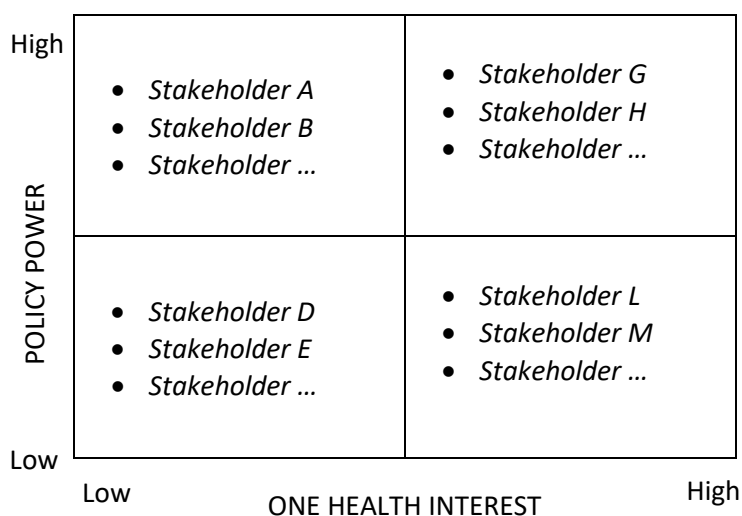 High
• Stakeholder A
• Stakeholder B
• Stakeholder …
• Stakeholder G
• Stakeholder H
• Stakeholder …
POLICY POWER
• Stakeholder D
• Stakeholder E
• Stakeholder …
• Stakeholder L
• Stakeholder M
• Stakeholder …
Low
Low
ONE HEALTH INTEREST
High